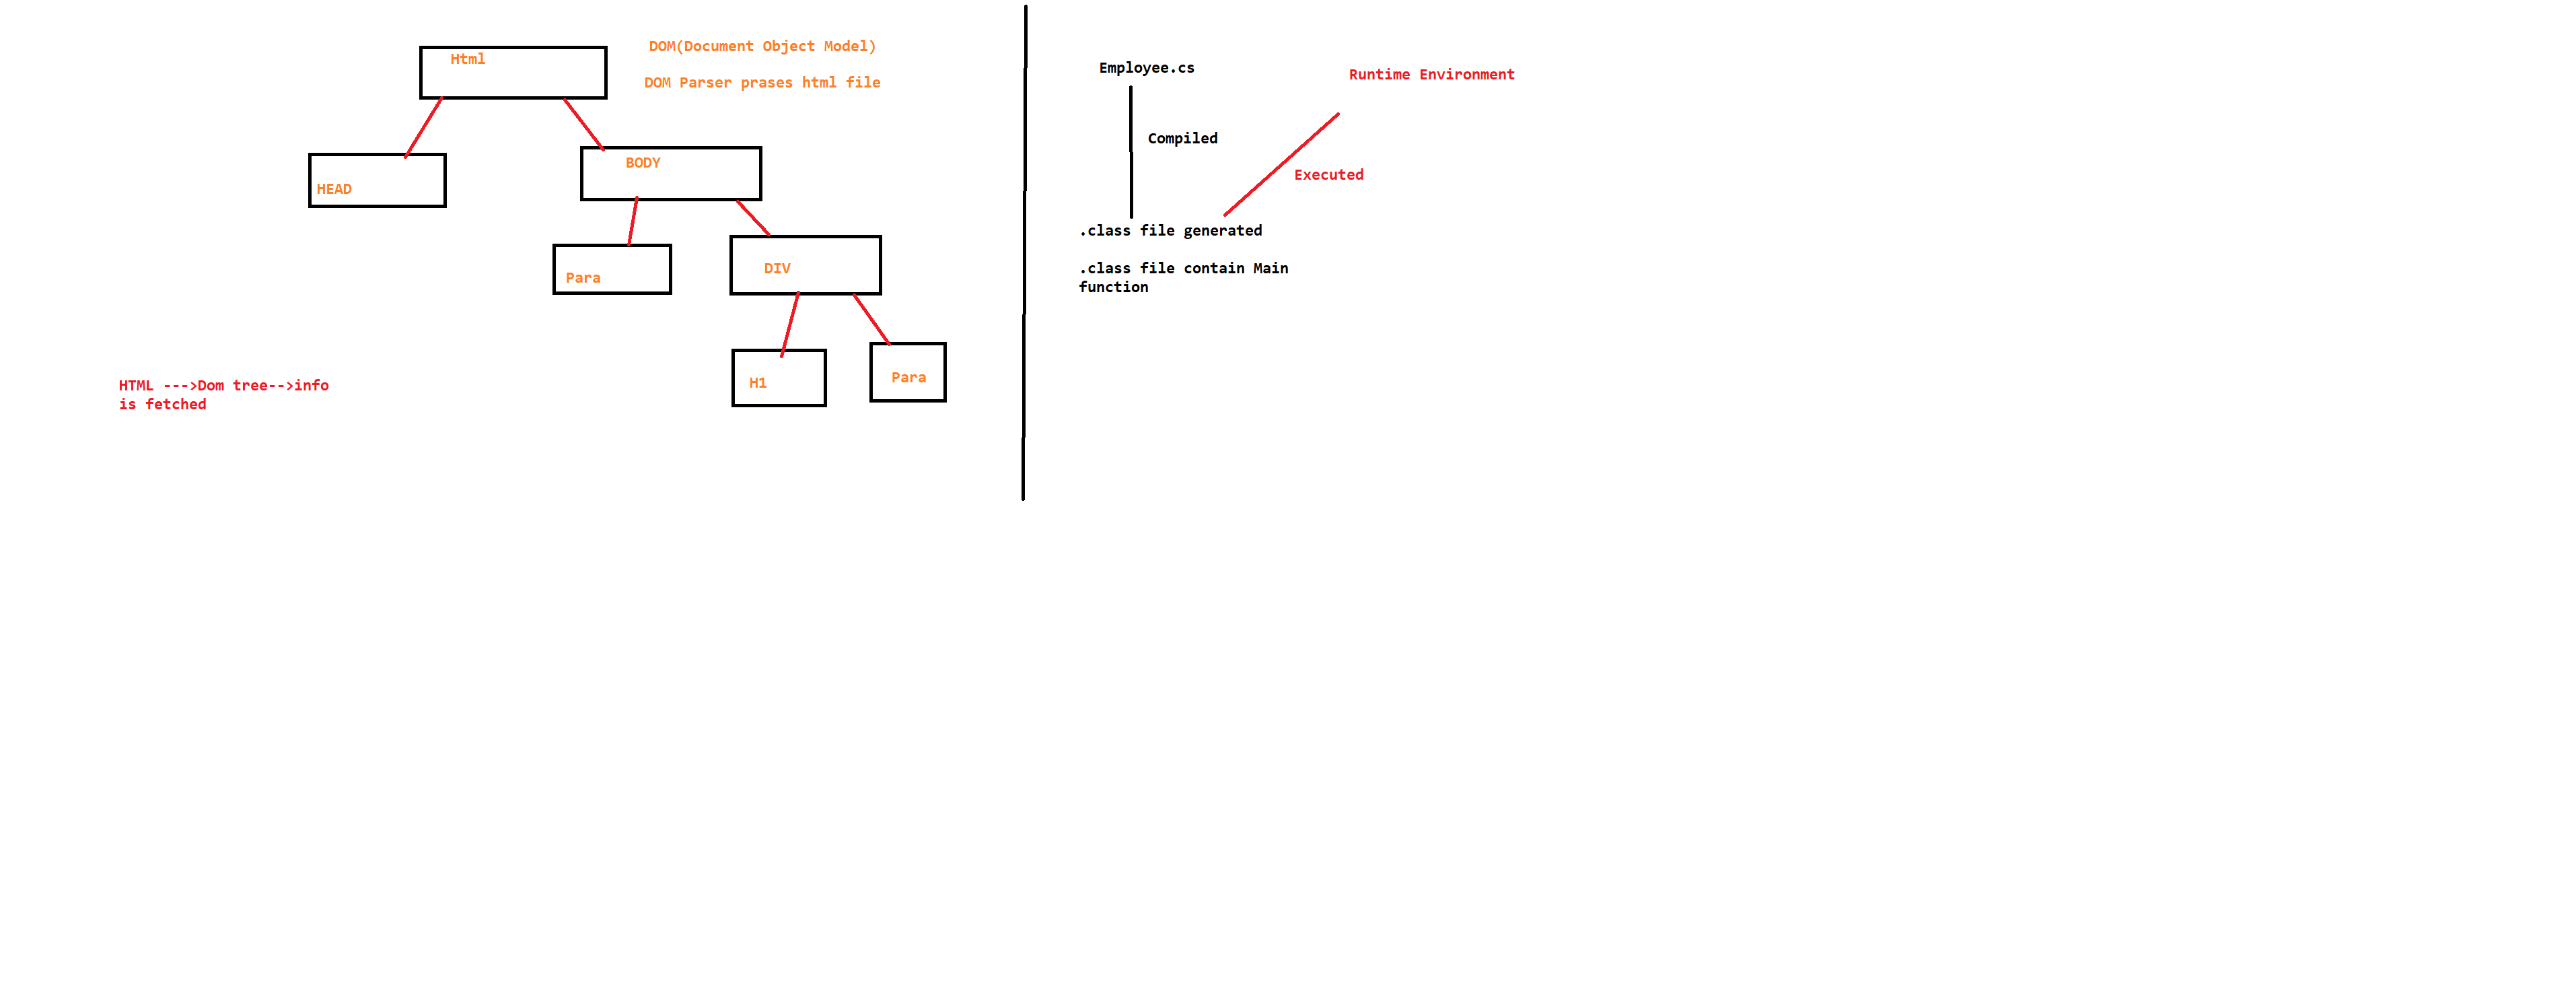 Html
DOM(Document Object Model)
DOM Parser prases html file
HEAD
BODY
Para
DIV
H1
Para
HTML --->Dom tree-->info
is fetched
Employee.cs
Runtime Environment
Compiled
Executed
.class file generated
.class file contain Main
function